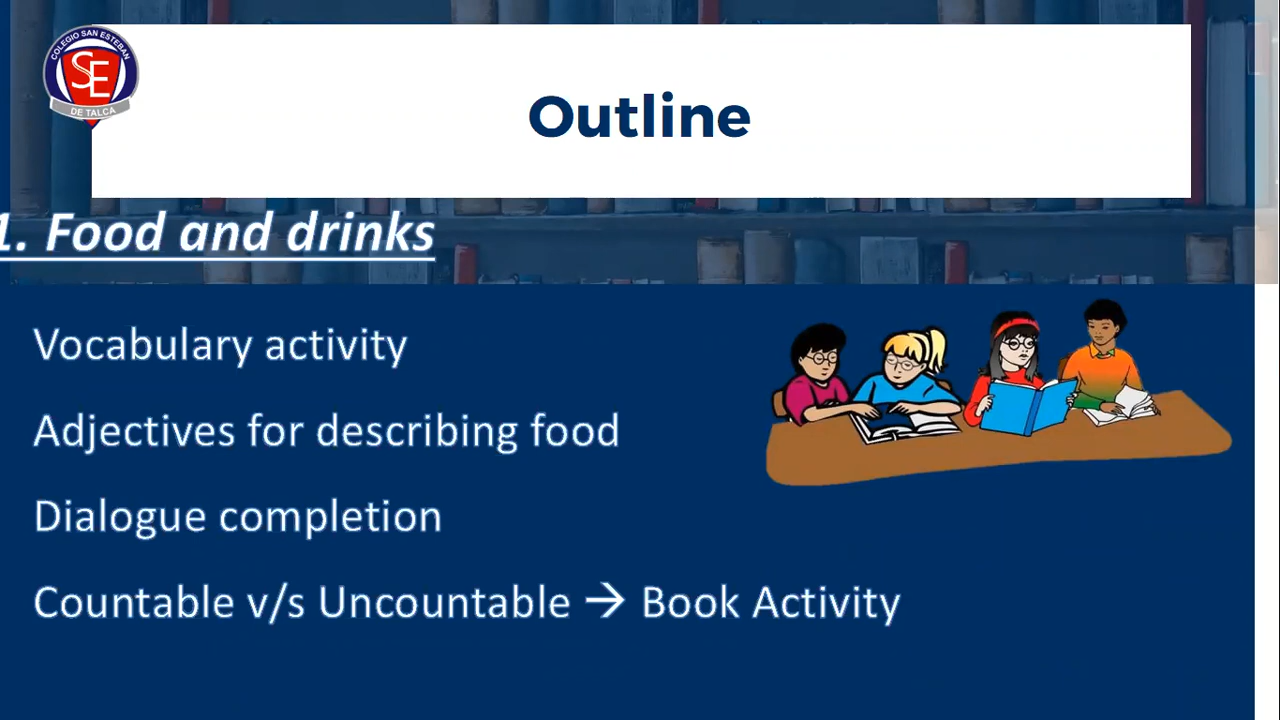 COLEGIO SAN ESTEBAN
SE
DE TALCA
Outline
1. Food and drinks
Vocabulary activity
Adjectives for describing food
Dialogue completion
Countable v/s Uncountable → Book Activity